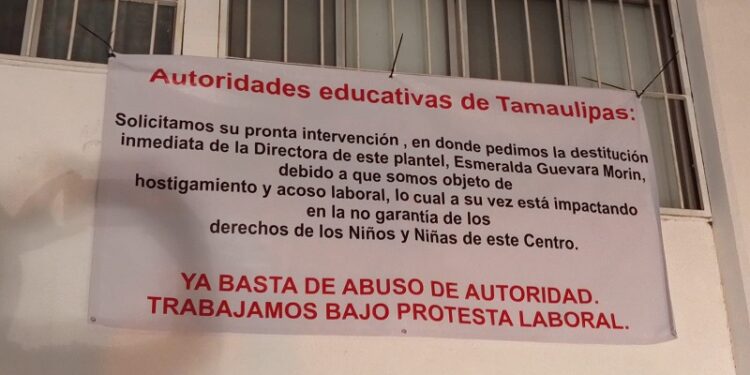 Autoridades educativas de Tamaulipas:
Solicitamos su pronta intervención , en donde pedimos la destitución
inmediata de la Directora de este plantel, Esmeralda Guevara Morin,
debido a que somos objeto de
hostigamiento y acoso laboral, lo cual a su vez está impactando
en la no garantía de los
derechos de los Niños y Niñas de este Centro.
YA BASTA DE ABUSO DE AUTORIDAD.
TRABAJAMOS BAJO PROTESTA LABORAL.